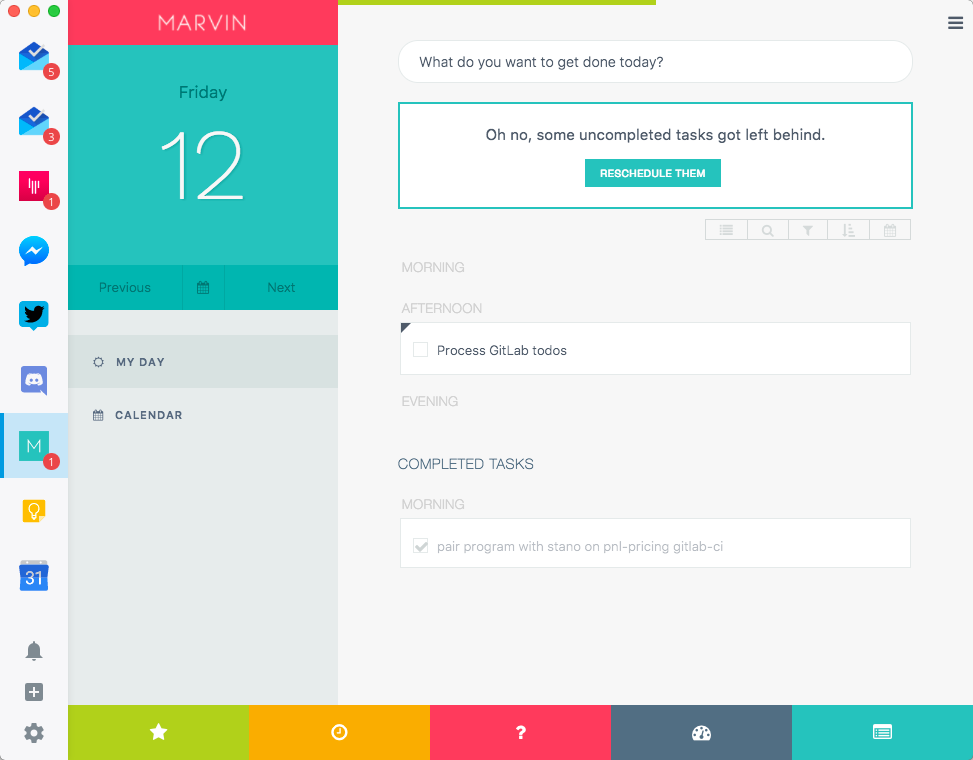 5
3
1
M
1
31
MARVIN
Friday
12
Previous
Next
MY DAY
CALENDAR
What do you want to get done today?
Oh no, some uncompleted tasks got left behind.
RESCHEDULE THEM
MORNING
AFTERNOON
Process GitLab todos
EVENING
COMPLETED TASKS
MORNING
pair program with stano on pnl-pricing gitlab-ci
?